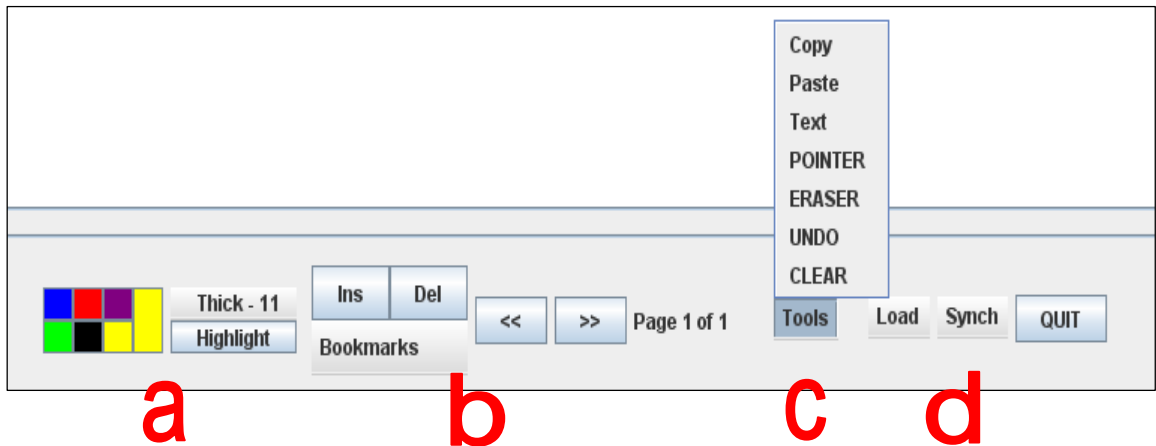 Copy
Paste
Text
POINTER
ERASER
UNDO
CLEAR
Thick - 11
Highlight
Ins Del
Bookmarks
<< >> Page 1 of 1
Tools Load Synch QUIT
a b c d